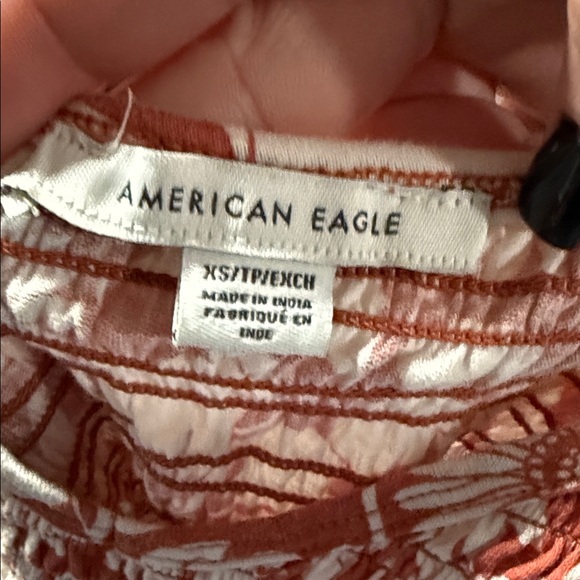 AMERICAN EAGLE
XS/TP/EXCH
MADE IN INDIA
FABRIQUÉ EN
INDE